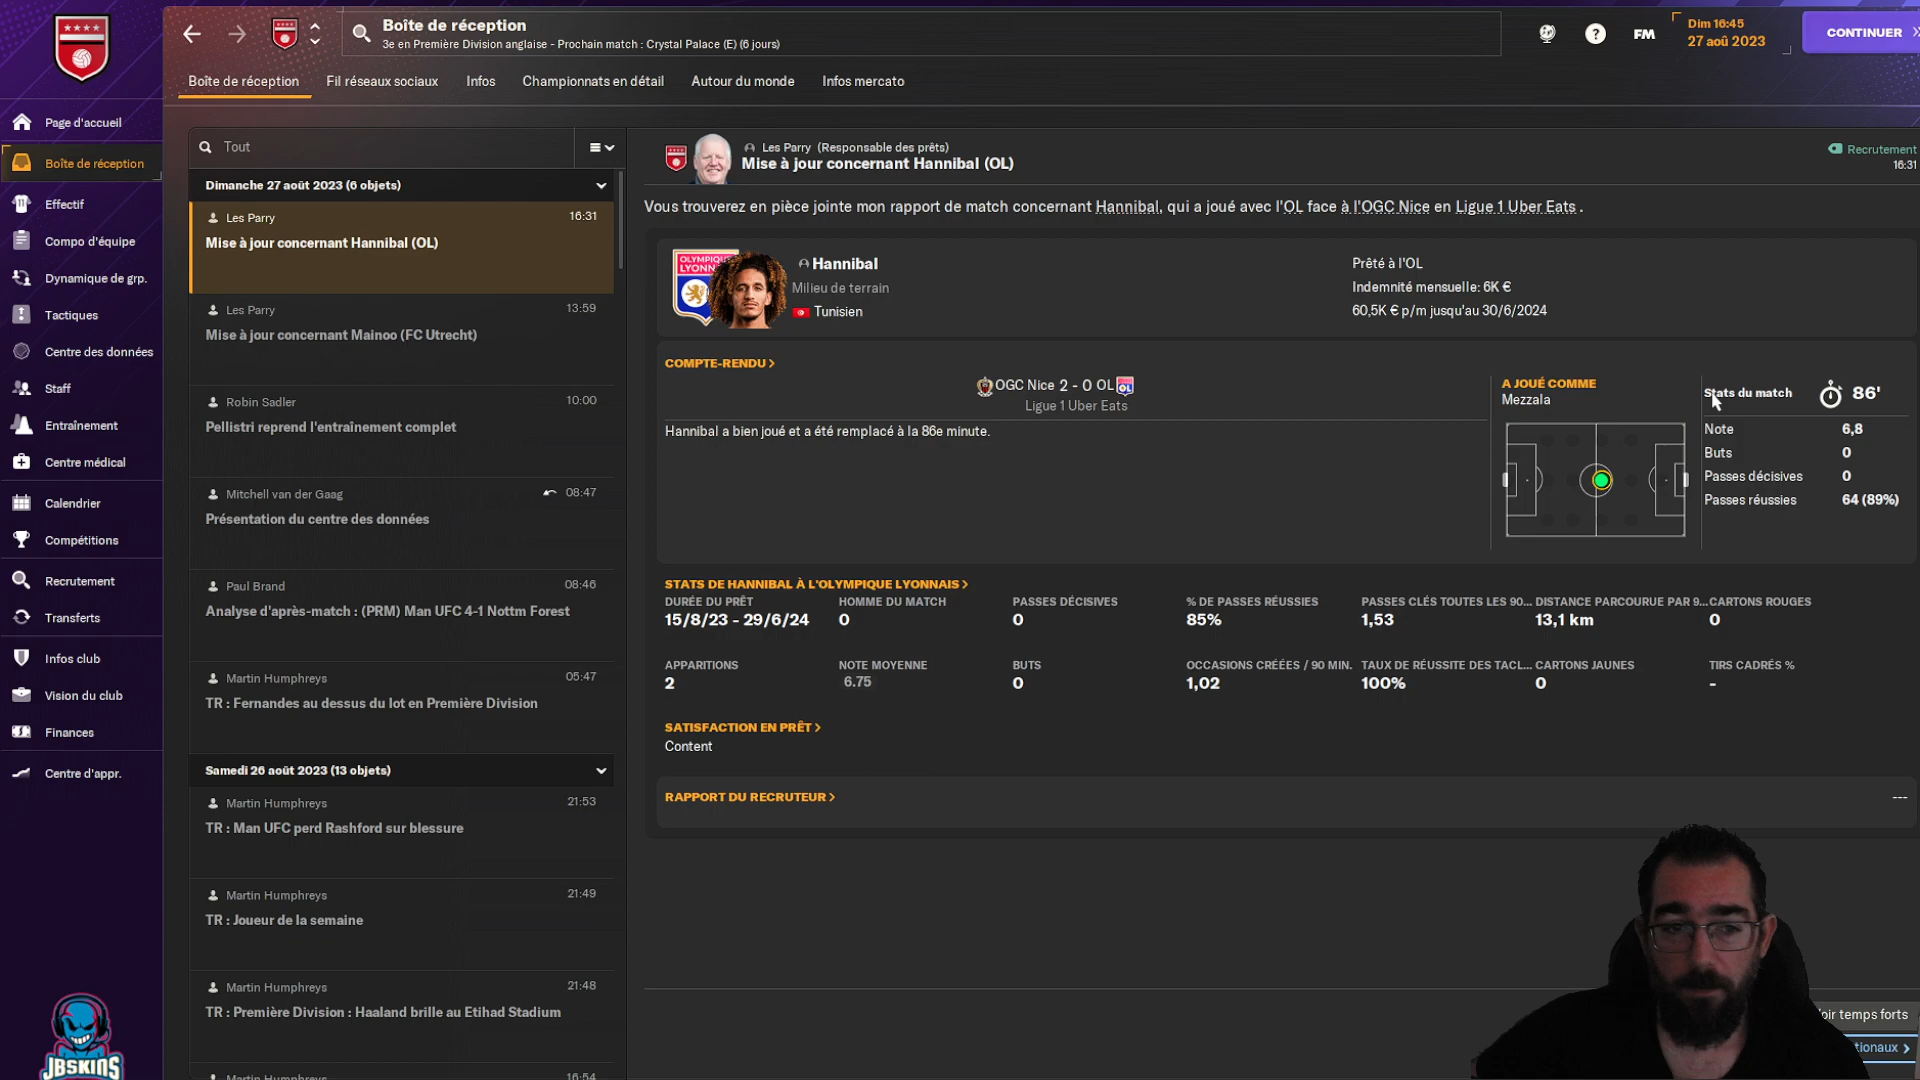 Boîte de réception
3e en Première Division anglaise - Prochain match : Crystal Palace (E) (6 jours)
?
FM
Dim 16:45
27 aoû 2023
CONTINUER
Boîte de réception
Fil réseaux sociaux
Infos
Championnats en détail
Autour du monde
Infos mercato
Page d'accueil
Boîte de réception
Effectif
Compo d'équipe
Dynamique de grp.
Tactiques
Centre des données
Staff
Entraînement
Centre médical
Calendrier
Compétitions
Recrutement
Transferts
Infos club
Vision du club
Finances
Centre d'appr.
JBSKINS
Tout
Dimanche 27 août 2023 (6 objets)
Les Parry 16:31
Mise à jour concernant Hannibal (OL)
Les Parry 13:59
Mise à jour concernant Mainoo (FC Utrecht)
Robin Sadler 10:00
Pellistri reprend l'entraînement complet
Mitchell van der Gaag 08:47
Présentation du centre des données
Paul Brand 08:46
Analyse d'après-match : (PRM) Man UFC 4-1 Nottm Forest
Martin Humphreys 05:47
TR : Fernandes au dessus du lot en Première Division
Samedi 26 août 2023 (13 objets)
Martin Humphreys 21:53
TR : Man UFC perd Rashford sur blessure
Martin Humphreys 21:49
TR : Joueur de la semaine
Martin Humphreys 21:48
TR : Première Division : Haaland brille au Etihad Stadium
Martin Humphreys 16:54
Les Parry (Responsable des prêts)
Mise à jour concernant Hannibal (OL)
Recrutement
16:31
Vous trouverez en pièce jointe mon rapport de match concernant Hannibal, qui a joué avec l'OL face à l'OGC Nice en Ligue 1 Uber Eats .
OLYMPIQUE
LYONNAIS
Hannibal
Milieu de terrain
Tunisien
Prêté à l'OL
Indemnité mensuelle: 6K €
60,5K € p/m jusqu'au 30/6/2024
COMPTE-RENDU >
OGC Nice 2 - 0 OL
Ligue 1 Uber Eats
Hannibal a bien joué et a été remplacé à la 86e minute.
A JOUÉ COMME
Mezzala
Stats du match 86'
Note 6,8
Buts 0
Passes décisives 0
Passes réussies 64 (89%)
STATS DE HANNIBAL À L'OLYMPIQUE LYONNAIS >
DURÉE DU PRÊT HOMME DU MATCH PASSES DÉCISIVES % DE PASSES RÉUSSIES PASSES CLÉS TOUTES LES 90... DISTANCE PARCOURUE PAR 9... CARTONS ROUGES
15/8/23 - 29/6/24 0 0 85% 1,53 13,1 km 0
APPARITIONS NOTE MOYENNE BUTS OCCASIONS CRÉÉES / 90 MIN. TAUX DE RÉUSSITE DES TACL... CARTONS JAUNES TIRS CADRÉS %
2 6.75 0 1,02 100% 0 -
SATISFACTION EN PRÊT >
Content
RAPPORT DU RECRUTEUR > ---
oir temps forts
tionaux >